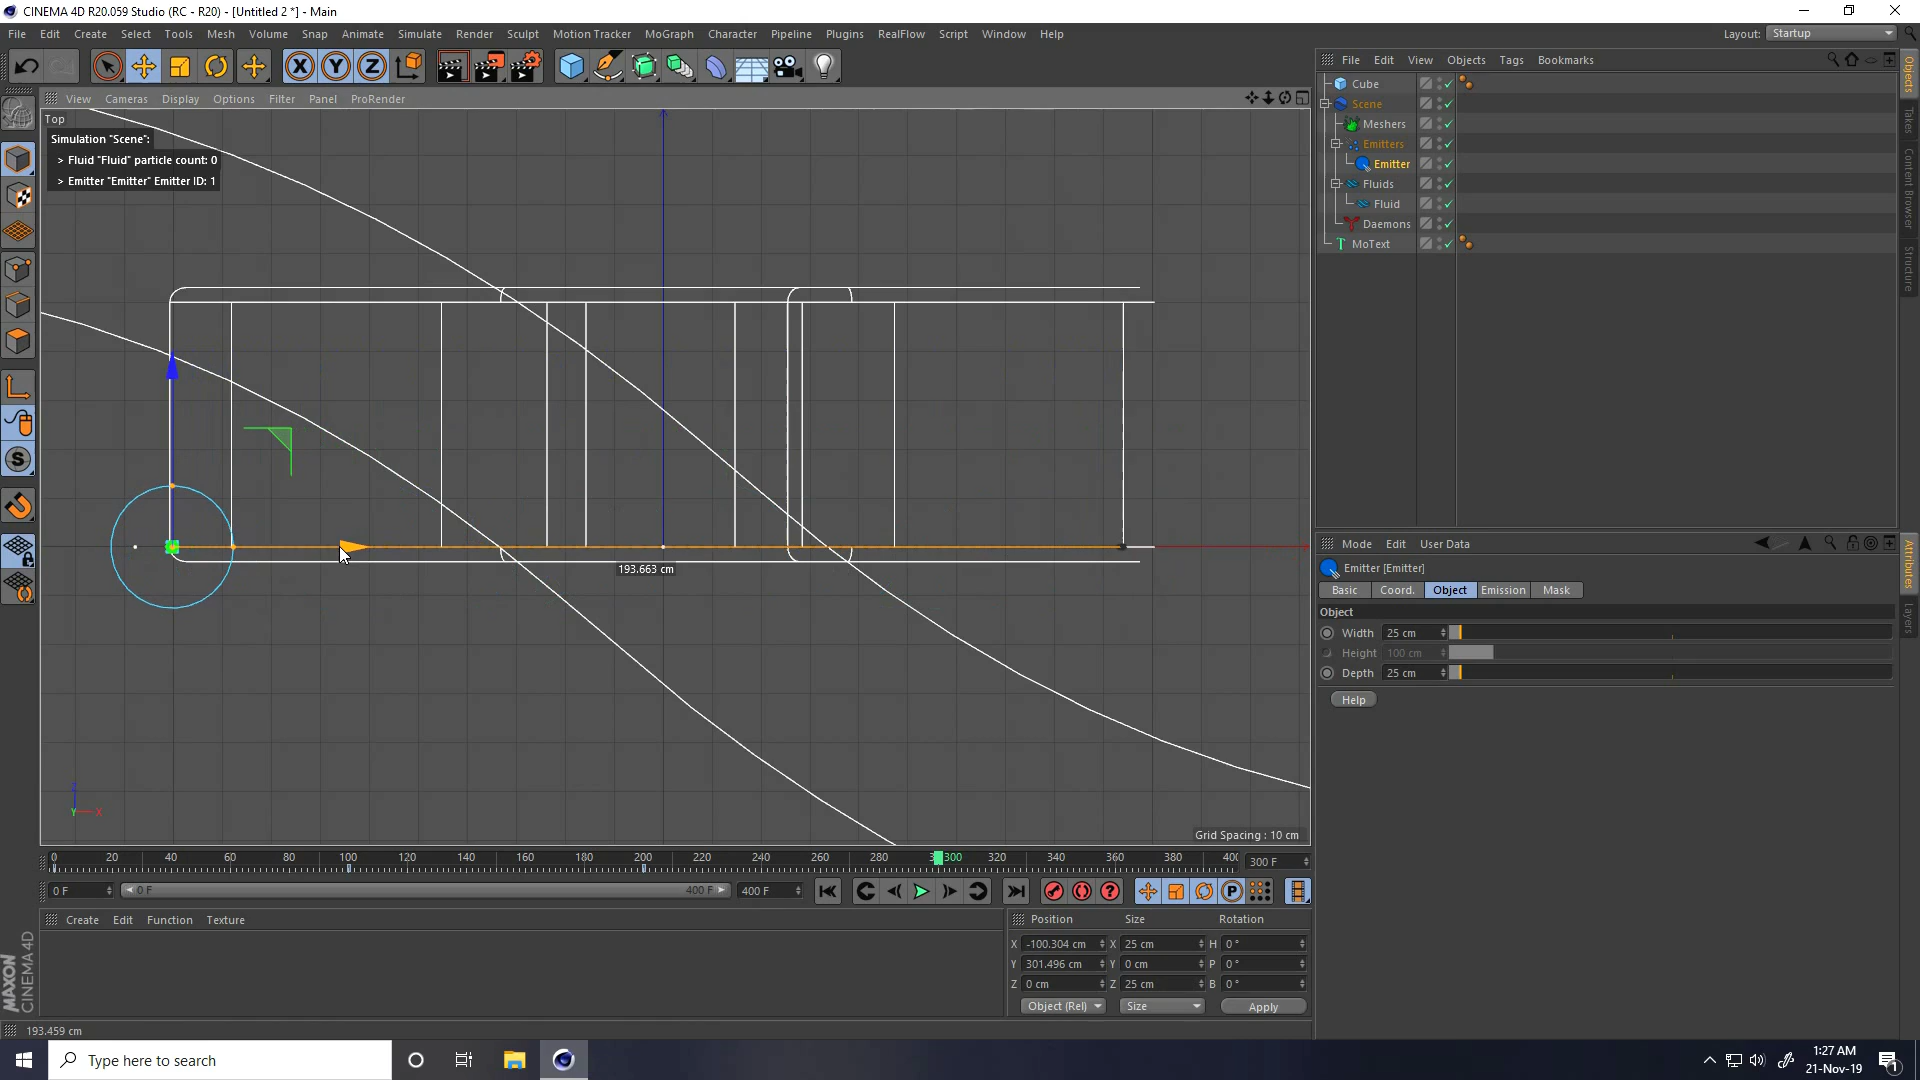 CINEMA 4D R20.059 Studio (RC - R20) - [Untitled 2 *] - Main
File Edit Create Select Tools Mesh Volume Snap Animate Simulate Render Sculpt Motion Tracker MoGraph Character Pipeline Plugins RealFlow Script Window Help
Layout: Startup
File Edit View Objects Tags Bookmarks
View Cameras Display Options Filter Panel ProRender
Top
Simulation "Scene":
> Fluid "Fluid" particle count: 0
> Emitter "Emitter" Emitter ID: 1
Cube
Scene
Meshers
Emitters
Emitter
Fluids
Fluid
Daemons
MoText
Objects
Takes
Content Browser
Structure
193.663 cm
Z
Y X
Grid Spacing : 10 cm
Mode Edit User Data
Emitter [Emitter]
Basic Coord. Object Emission Mask
Object
Width 25 cm
Height 100 cm
Depth 25 cm
Help
Attributes
Layers
0 20 40 60 80 100 120 140 160 180 200 220 240 260 280 300 320 340 360 380 400 300 F
0 F 0 F 400 F 400 F
Create Edit Function Texture
Position Size Rotation
X -100.304 cm X 25 cm H 0 °
Y 301.496 cm Y 0 cm P 0 °
Z 0 cm Z 25 cm B 0 °
Object (Rel) Size Apply
MAXON
CINEMA 4D
193.459 cm
Type here to search
1:27 AM
21-Nov-19
1